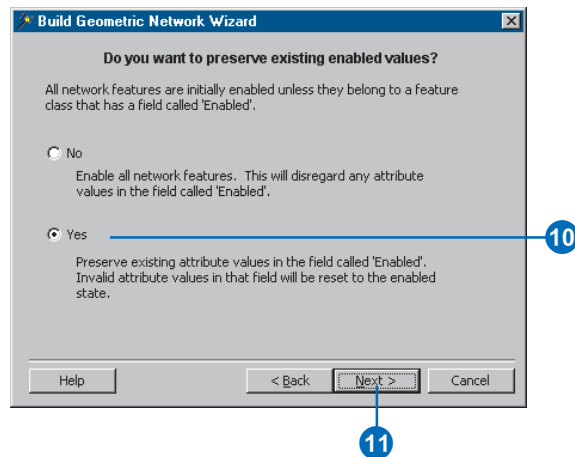 Build Geometric Network Wizard
Do you want to preserve existing enabled values?
All network features are initially enabled unless they belong to a feature
class that has a field called 'Enabled'.
No
Enable all network features. This will disregard any attribute
values in the field called 'Enabled'.
Yes
10
Preserve existing attribute values in the field called 'Enabled'.
Invalid attribute values in that field will be reset to the enabled
state.
Help
< Back
Next >
Cancel
11